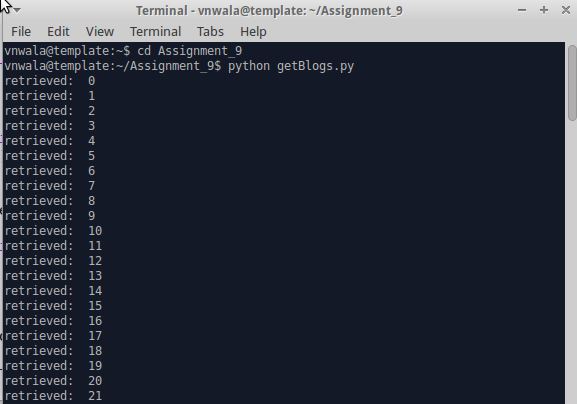 Terminal - vnwala@template: ~/Assignment_9
File Edit View Terminal Tabs Help
vnwala@template:~$ cd Assignment_9
vnwala@template:~/Assignment_9$ python getBlogs.py
retrieved:  0
retrieved:  1
retrieved:  2
retrieved:  3
retrieved:  4
retrieved:  5
retrieved:  6
retrieved:  7
retrieved:  8
retrieved:  9
retrieved:  10
retrieved:  11
retrieved:  12
retrieved:  13
retrieved:  14
retrieved:  15
retrieved:  16
retrieved:  17
retrieved:  18
retrieved:  19
retrieved:  20
retrieved:  21